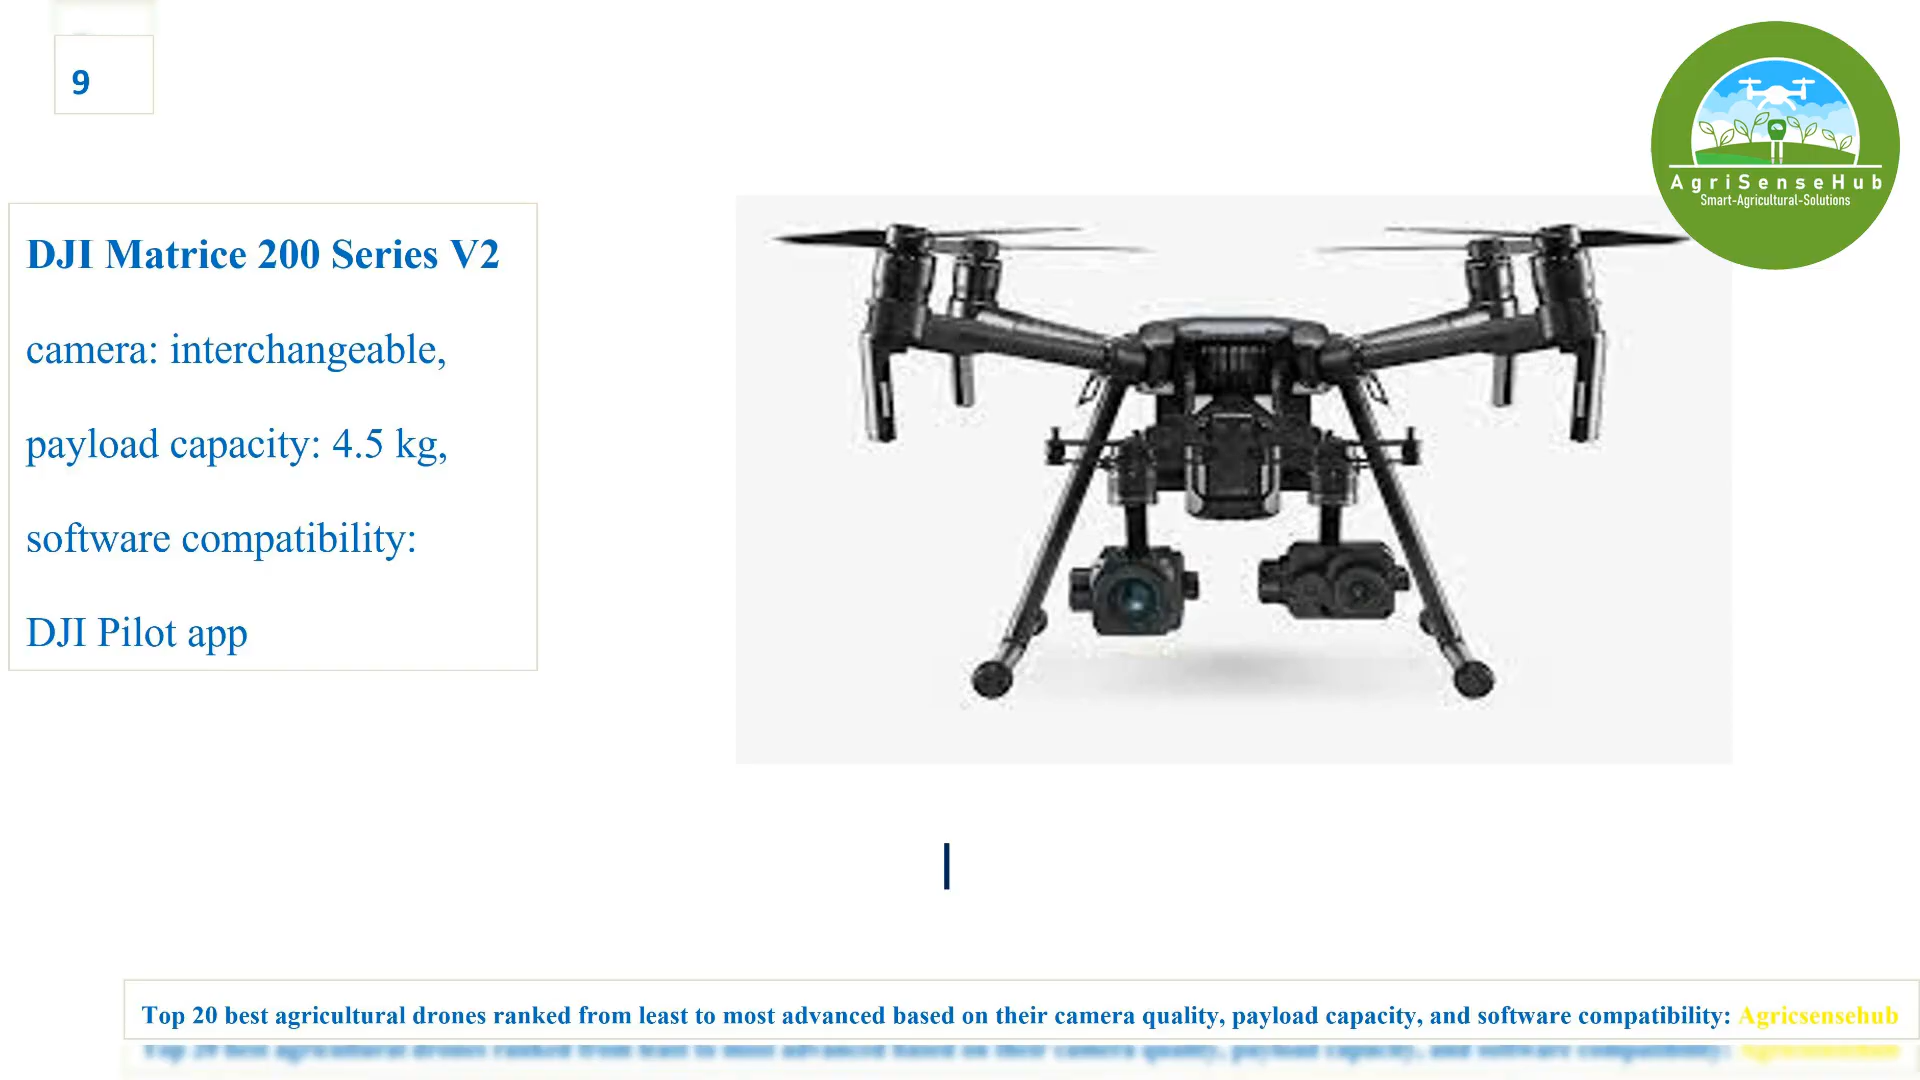 9
AgriSenseHub
Smart-Agricultural-Solutions
DJI Matrice 200 Series V2
camera: interchangeable,
payload capacity: 4.5 kg,
software compatibility:
DJI Pilot app
Top 20 best agricultural drones ranked from least to most advanced based on their camera quality, payload capacity, and software compatibility: Agricsensehub